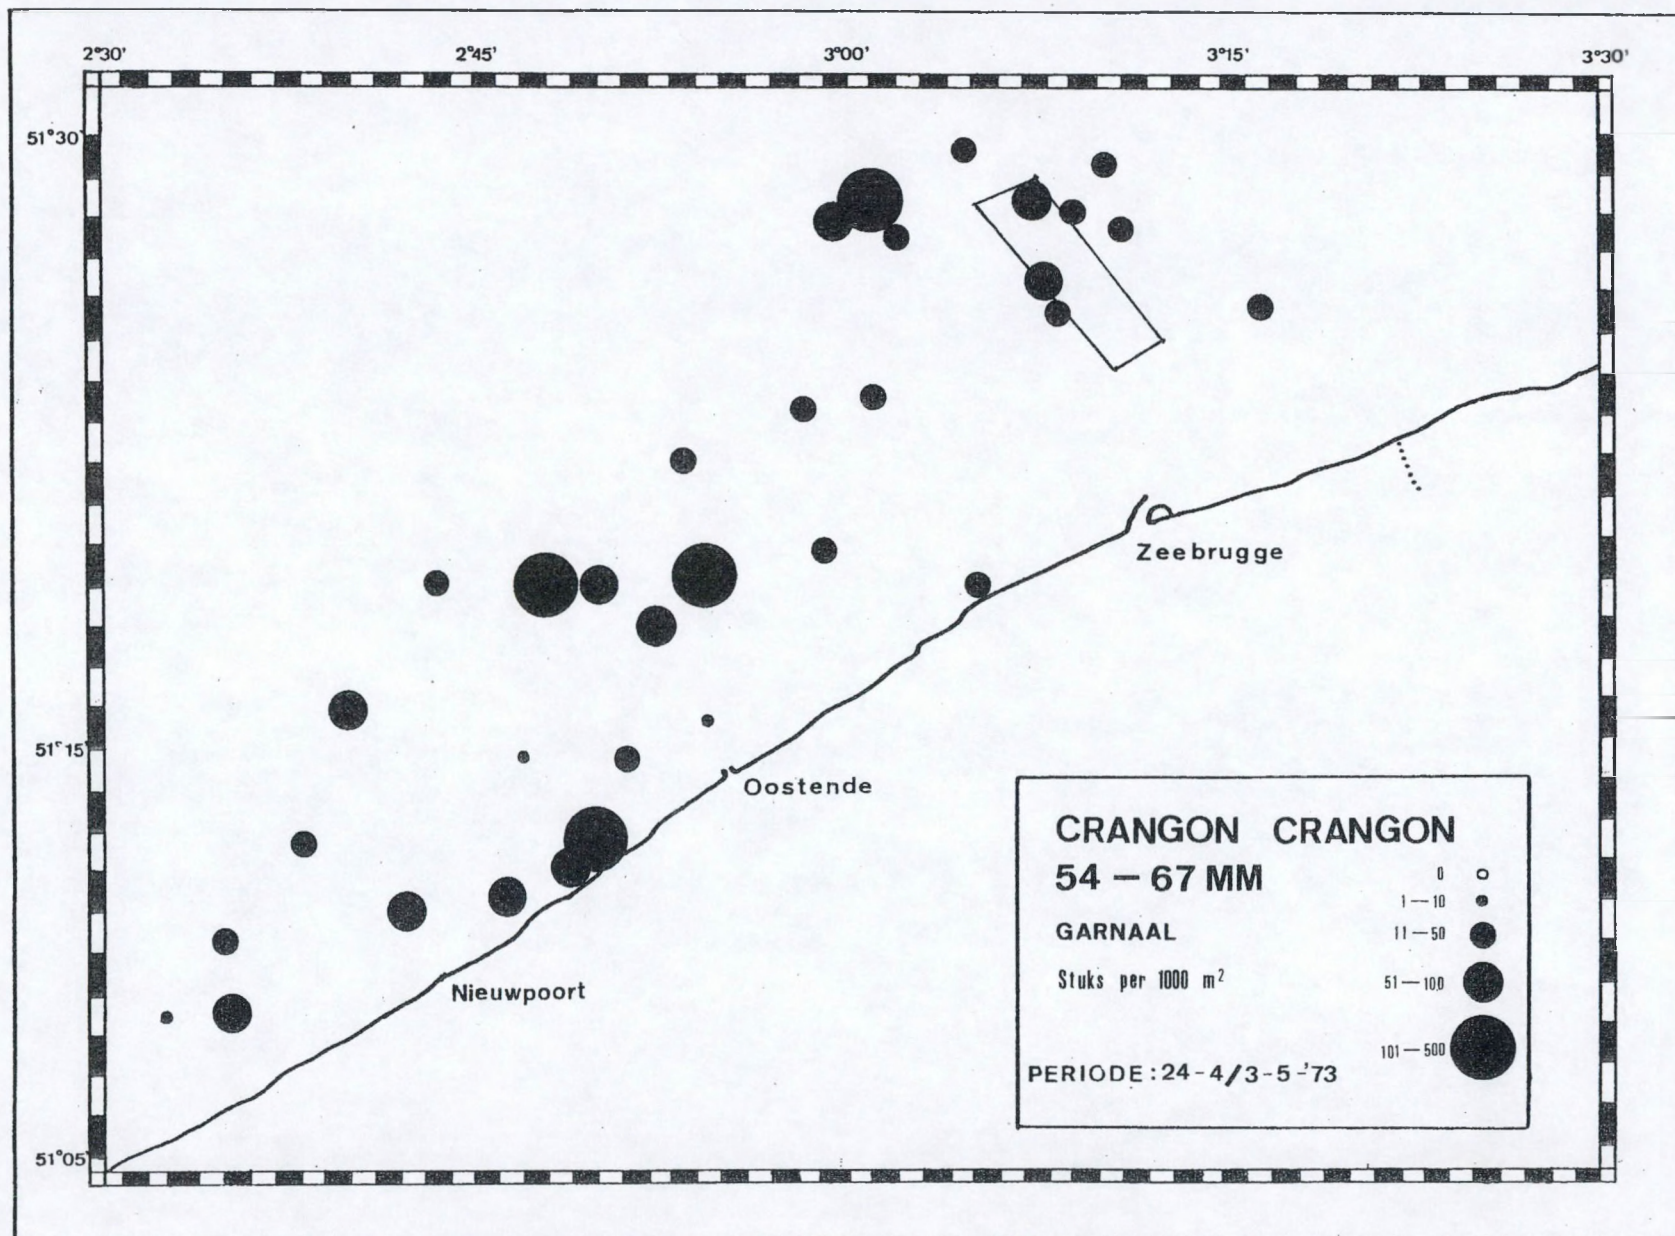 2°30' 2°45' 3°00' 3°15' 3°30'
51°30'
Zeebrugge
51°15'
Oostende
CRANGON CRANGON
54 – 67 MM
0
1 – 10
GARNAAL
11 – 50
Stuks per 1000 m²
51 – 100
Nieuwpoort
101 – 500
PERIODE : 24 - 4 / 3 - 5 - '73
51°05'